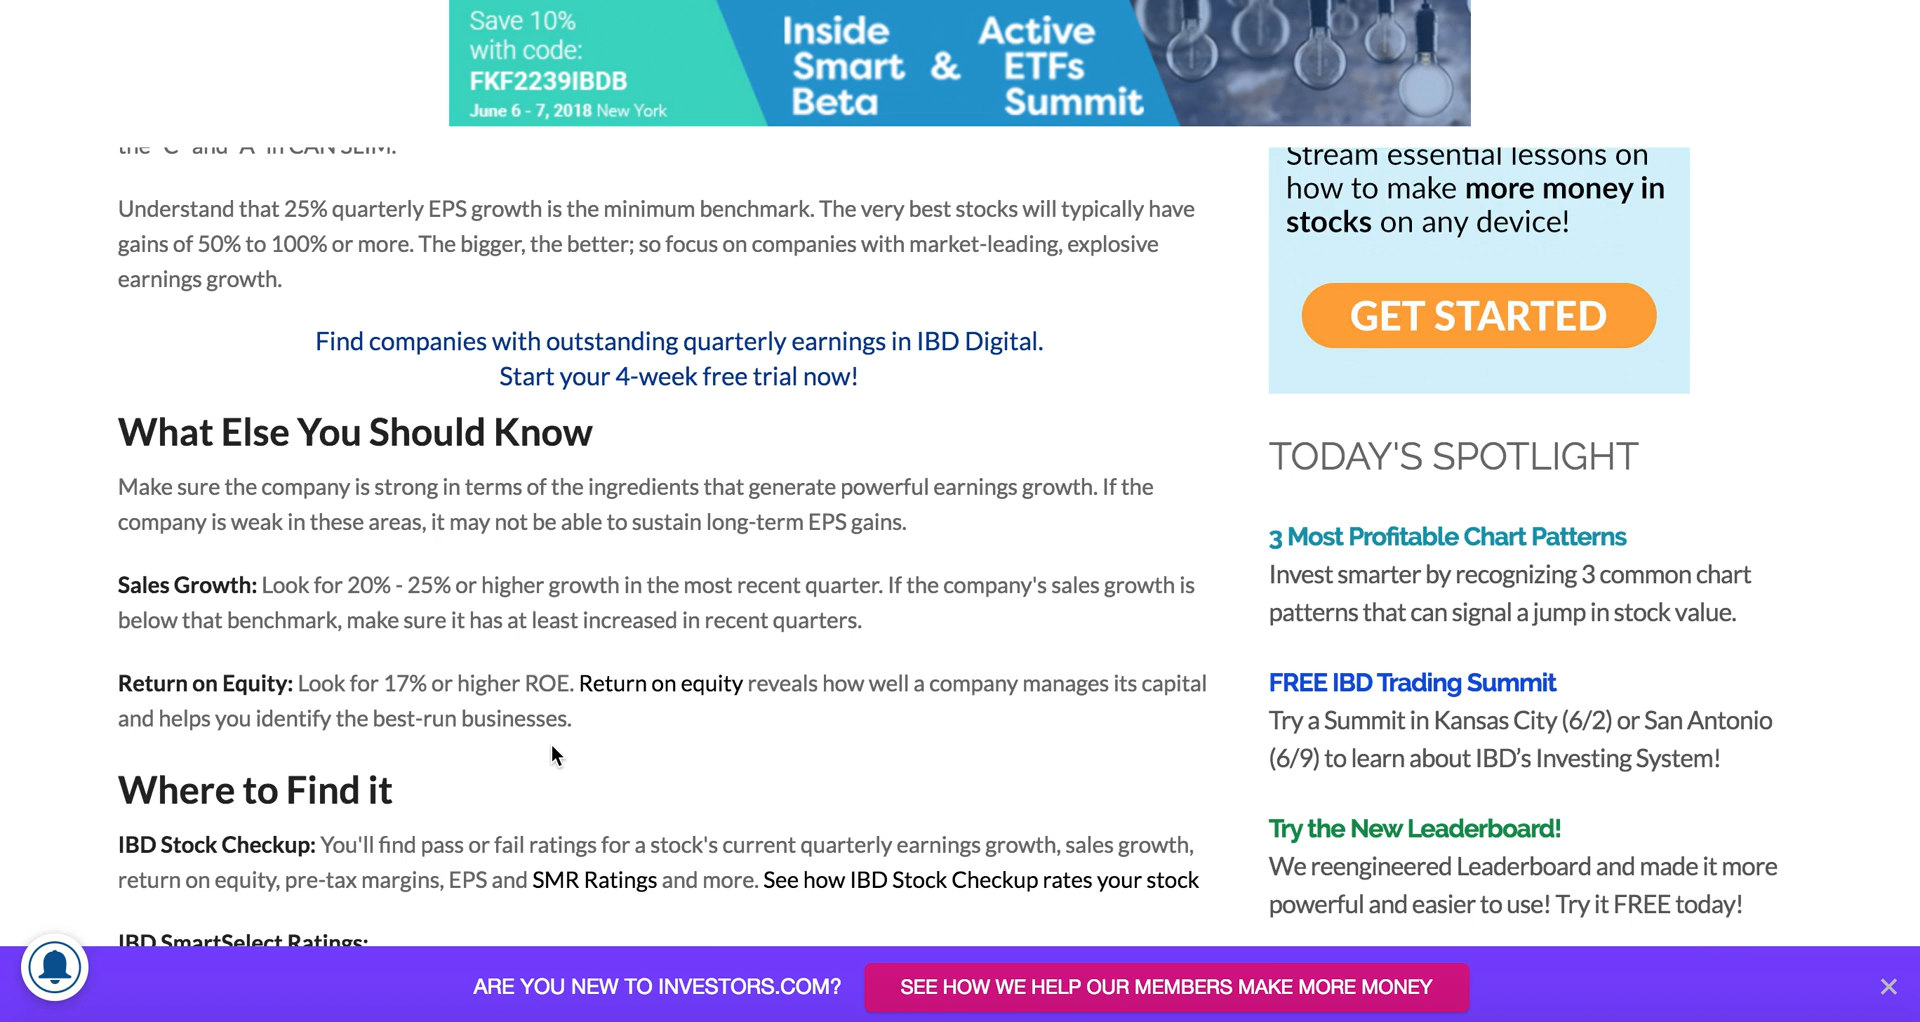 Save 10%
with code:
FKF2239IBDB
June 6 - 7, 2018 New York
Inside Active
Smart & ETFs
Beta Summit
the "C" and "A" in CAN SLIM.
Understand that 25% quarterly EPS growth is the minimum benchmark. The very best stocks will typically have
gains of 50% to 100% or more. The bigger, the better; so focus on companies with market-leading, explosive
earnings growth.
Find companies with outstanding quarterly earnings in IBD Digital.
Start your 4-week free trial now!
What Else You Should Know
Make sure the company is strong in terms of the ingredients that generate powerful earnings growth. If the
company is weak in these areas, it may not be able to sustain long-term EPS gains.
Sales Growth: Look for 20% - 25% or higher growth in the most recent quarter. If the company's sales growth is
below that benchmark, make sure it has at least increased in recent quarters.
Return on Equity: Look for 17% or higher ROE. Return on equity reveals how well a company manages its capital
and helps you identify the best-run businesses.
Where to Find it
IBD Stock Checkup: You'll find pass or fail ratings for a stock's current quarterly earnings growth, sales growth,
return on equity, pre-tax margins, EPS and SMR Ratings and more. See how IBD Stock Checkup rates your stock
IBD SmartSelect Ratings:
Stream essential lessons on
how to make more money in
stocks on any device!
GET STARTED
TODAY'S SPOTLIGHT
3 Most Profitable Chart Patterns
Invest smarter by recognizing 3 common chart
patterns that can signal a jump in stock value.
FREE IBD Trading Summit
Try a Summit in Kansas City (6/2) or San Antonio
(6/9) to learn about IBD’s Investing System!
Try the New Leaderboard!
We reengineered Leaderboard and made it more
powerful and easier to use! Try it FREE today!
ARE YOU NEW TO INVESTORS.COM?
SEE HOW WE HELP OUR MEMBERS MAKE MORE MONEY